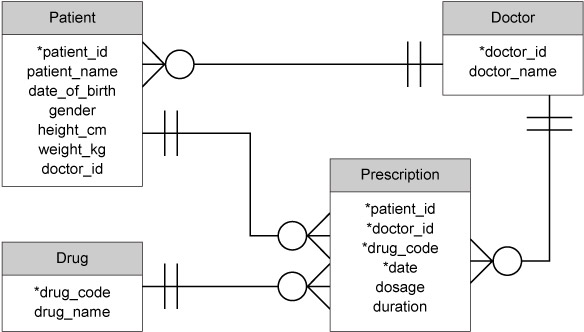 Patient
*patient_id
patient_name
date_of_birth
gender
height_cm
weight_kg
doctor_id
Doctor
*doctor_id
doctor_name
Prescription
*patient_id
*doctor_id
*drug_code
*date
dosage
duration
Drug
*drug_code
drug_name